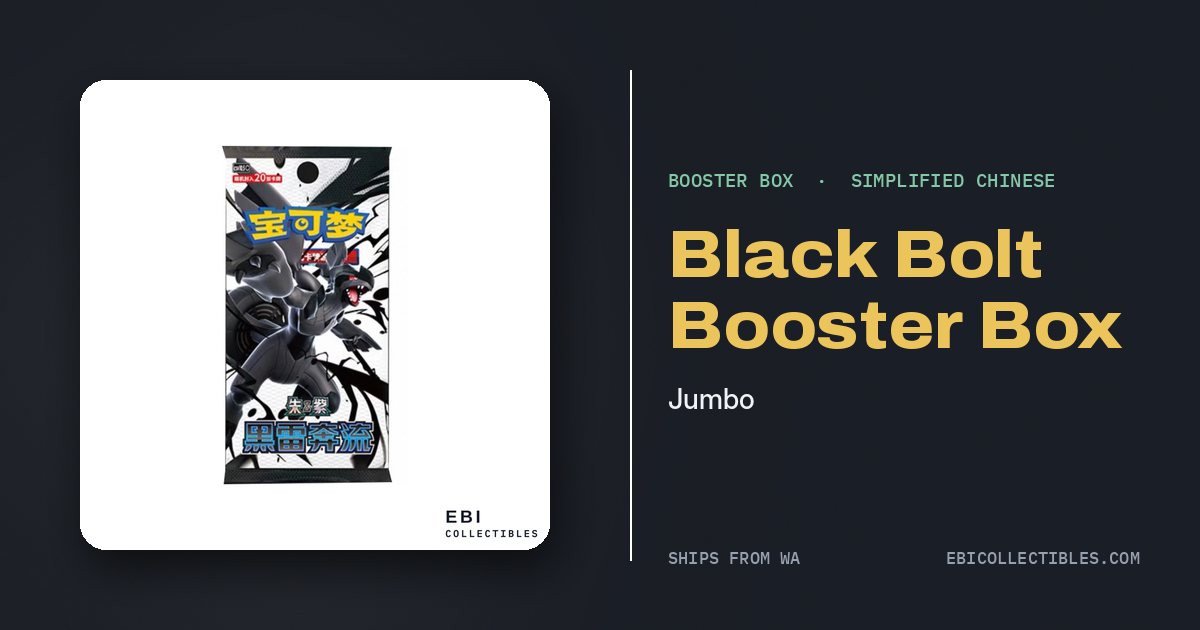 宝可梦
朱 紫
黑雷奔流
EBI
COLLECTIBLES
BOOSTER BOX · SIMPLIFIED CHINESE
Black Bolt
Booster Box
Jumbo
SHIPS FROM WA
EBICOLLECTIBLES.COM